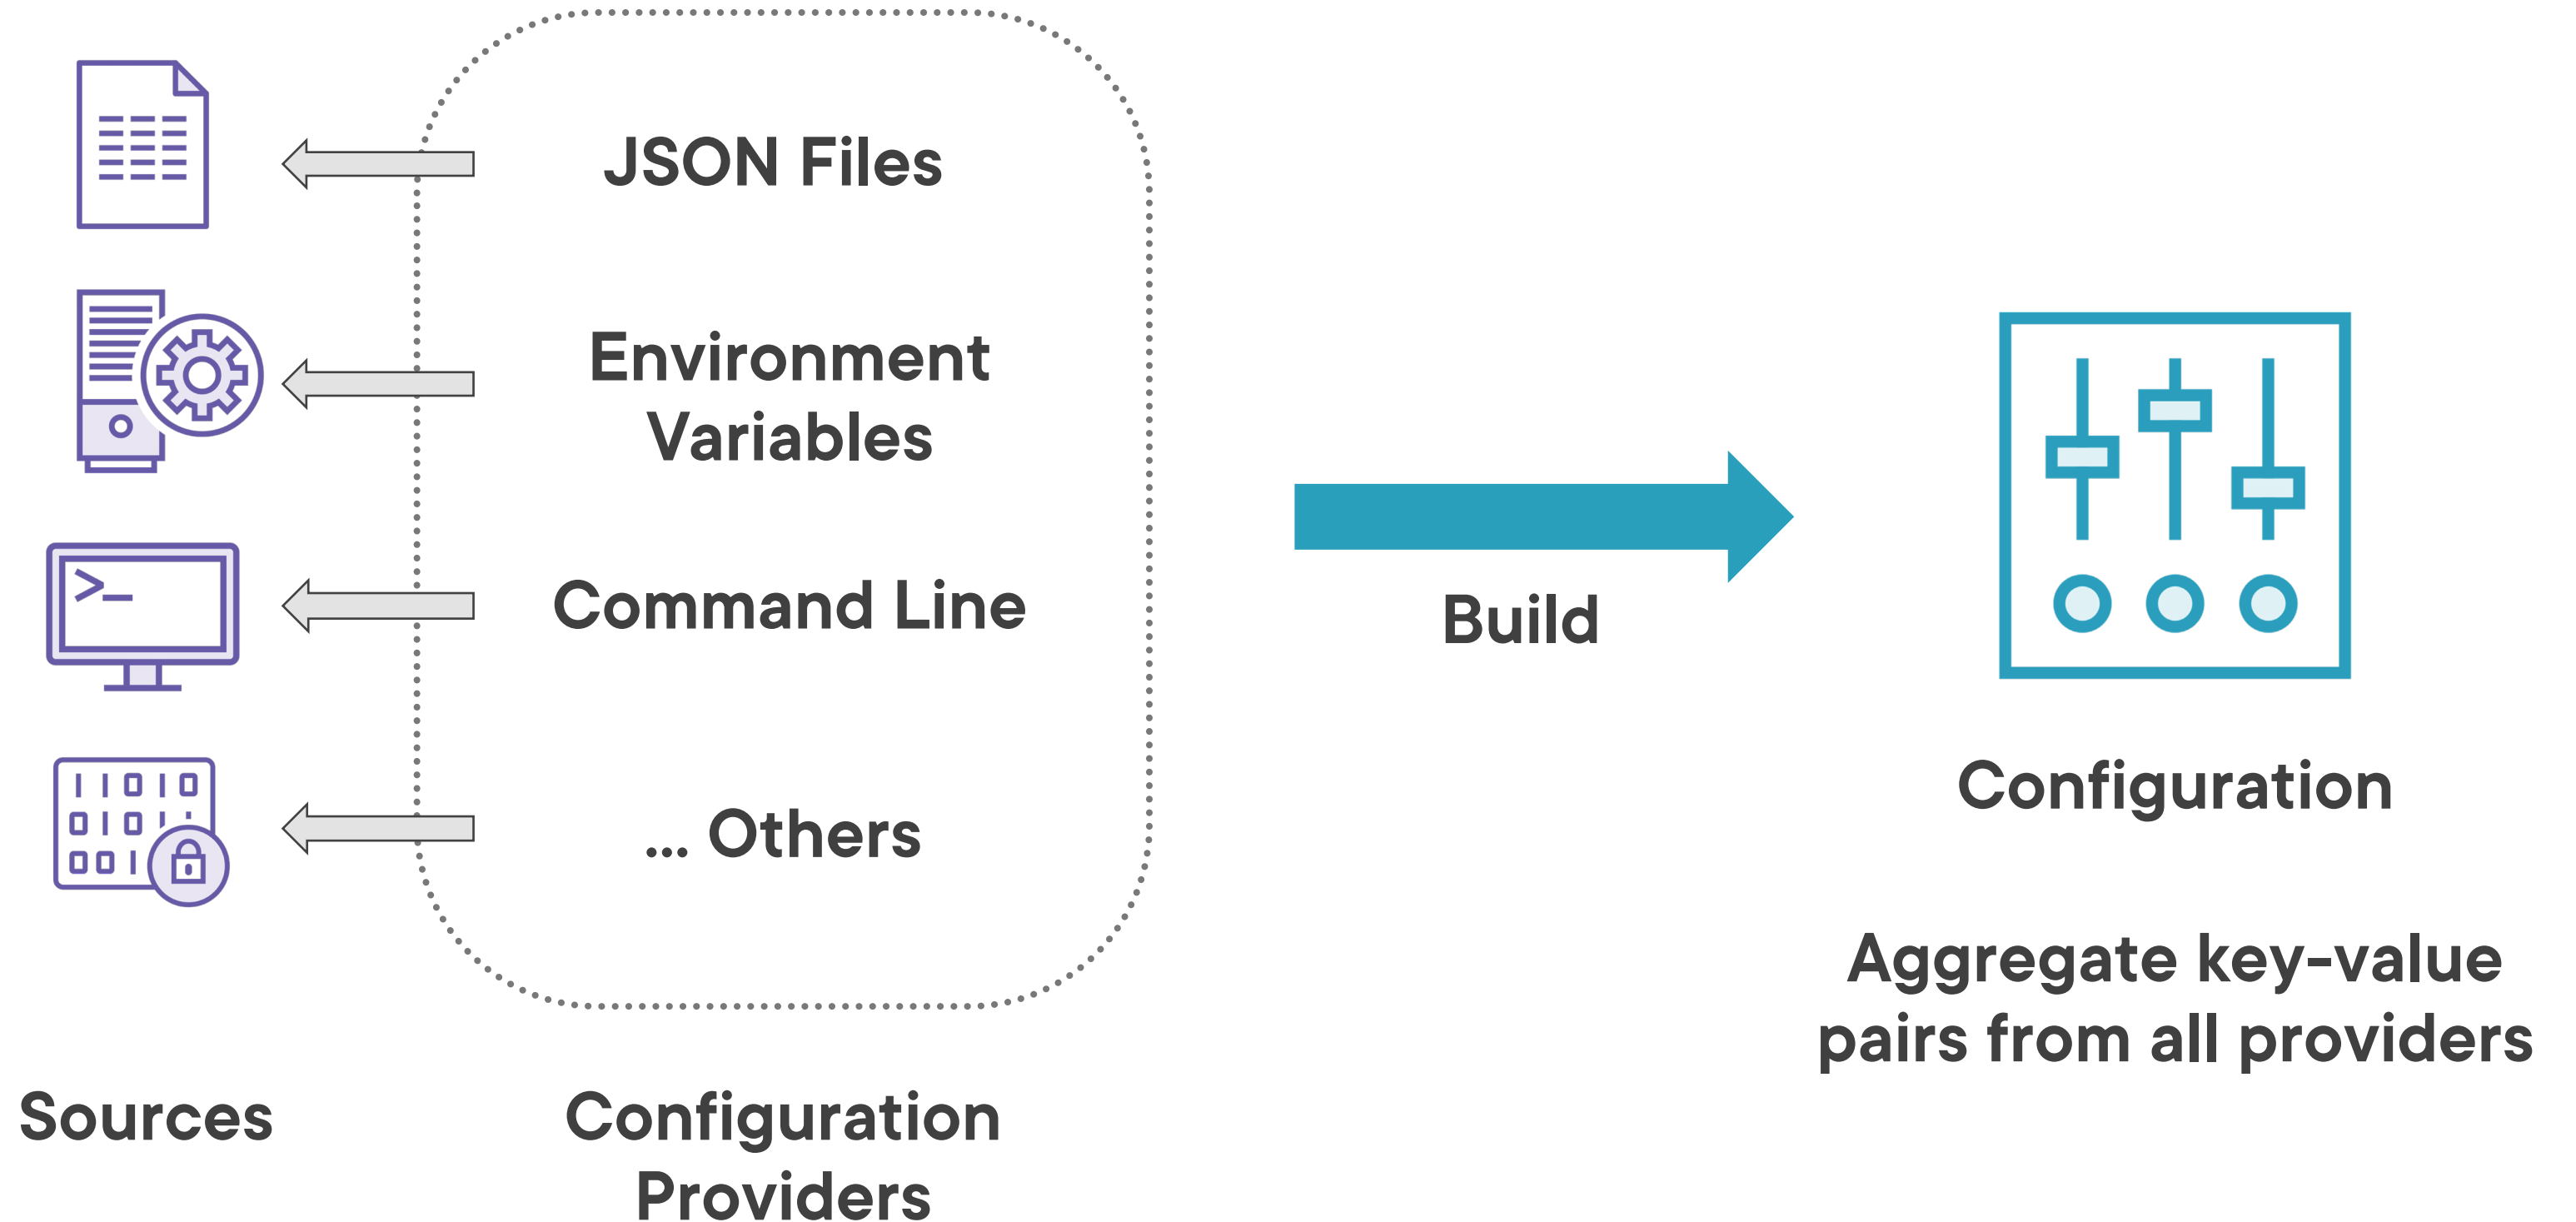 JSON Files
Environment
Variables
Command Line
... Others
Build
Configuration
Aggregate key-value
pairs from all providers
Sources
Configuration
Providers